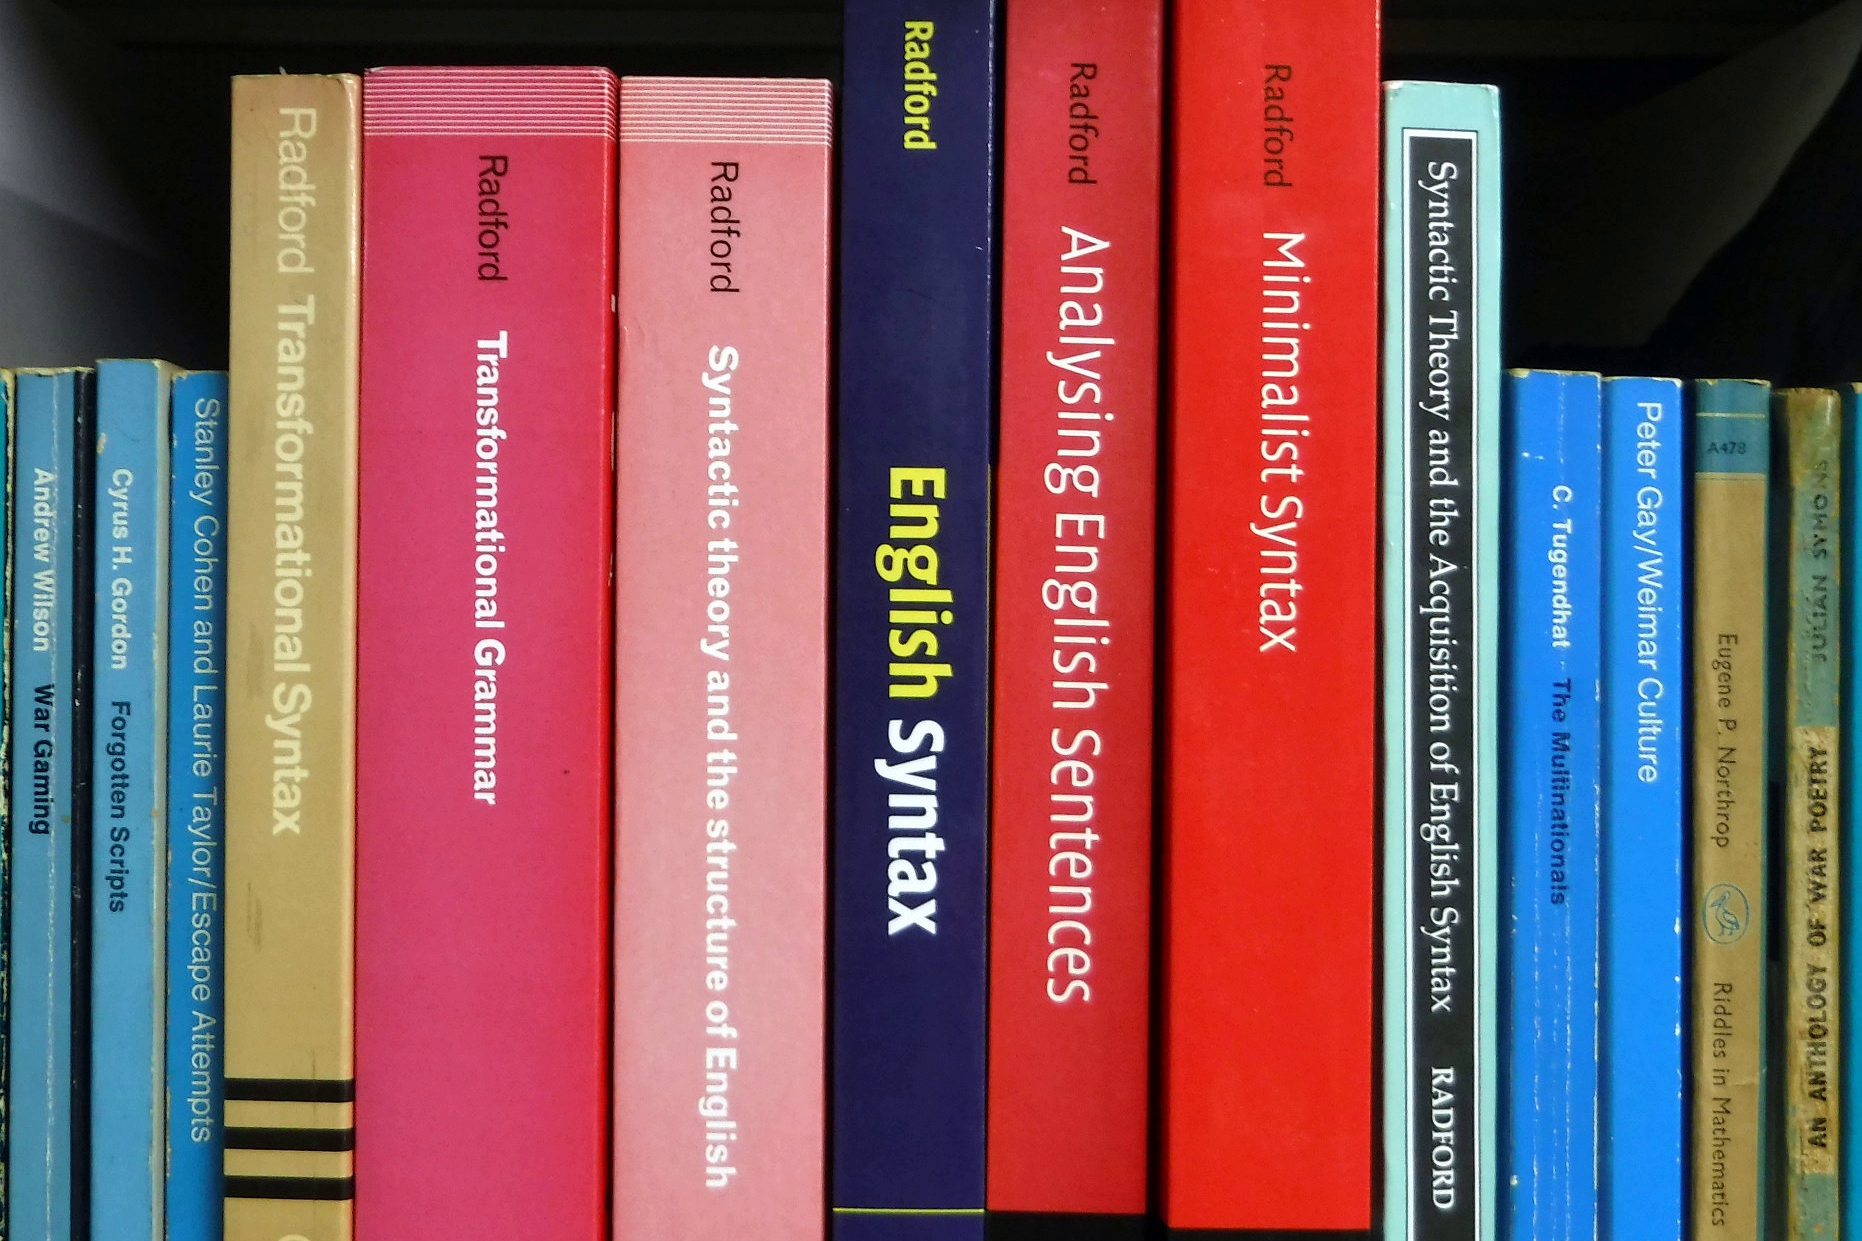 Andrew Wilson War Gaming
Cyrus H. Gordon Forgotten Scripts
Stanley Cohen and Laurie Taylor/Escape Attempts
Radford Transformational Syntax
Radford Transformational Grammar
Radford Syntactic theory and the structure of English
Radford English Syntax
Radford Analysing English Sentences
Radford Minimalist Syntax
Syntactic Theory and the Acquisition of English Syntax RADFORD
C. Tugendhat The Multinationals
Peter Gay/Weimar Culture
A478
Eugene P. Northrop Riddles in Mathematics
AN ANTHOLOGY OF WAR POETRY JULIAN SYMONS